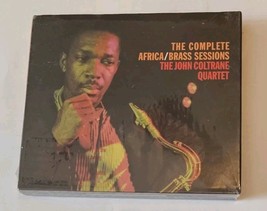 THE COMPLETE
AFRICA/BRASS SESSIONS
THE JOHN COLTRANE
QUARTET